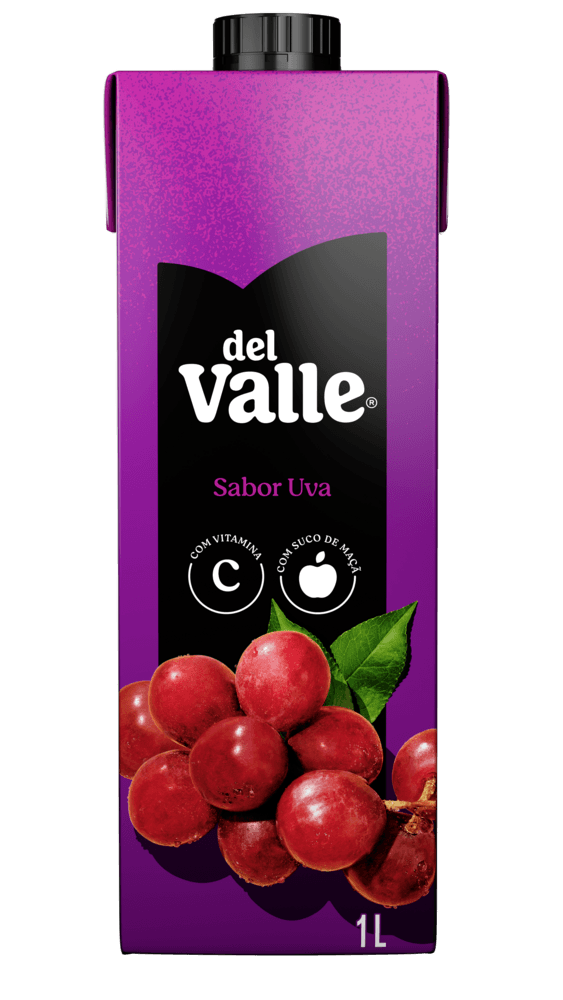 del
Valle®
Sabor Uva
COM VITAMINA
C
COM SUCO DE MAÇÃ
1L